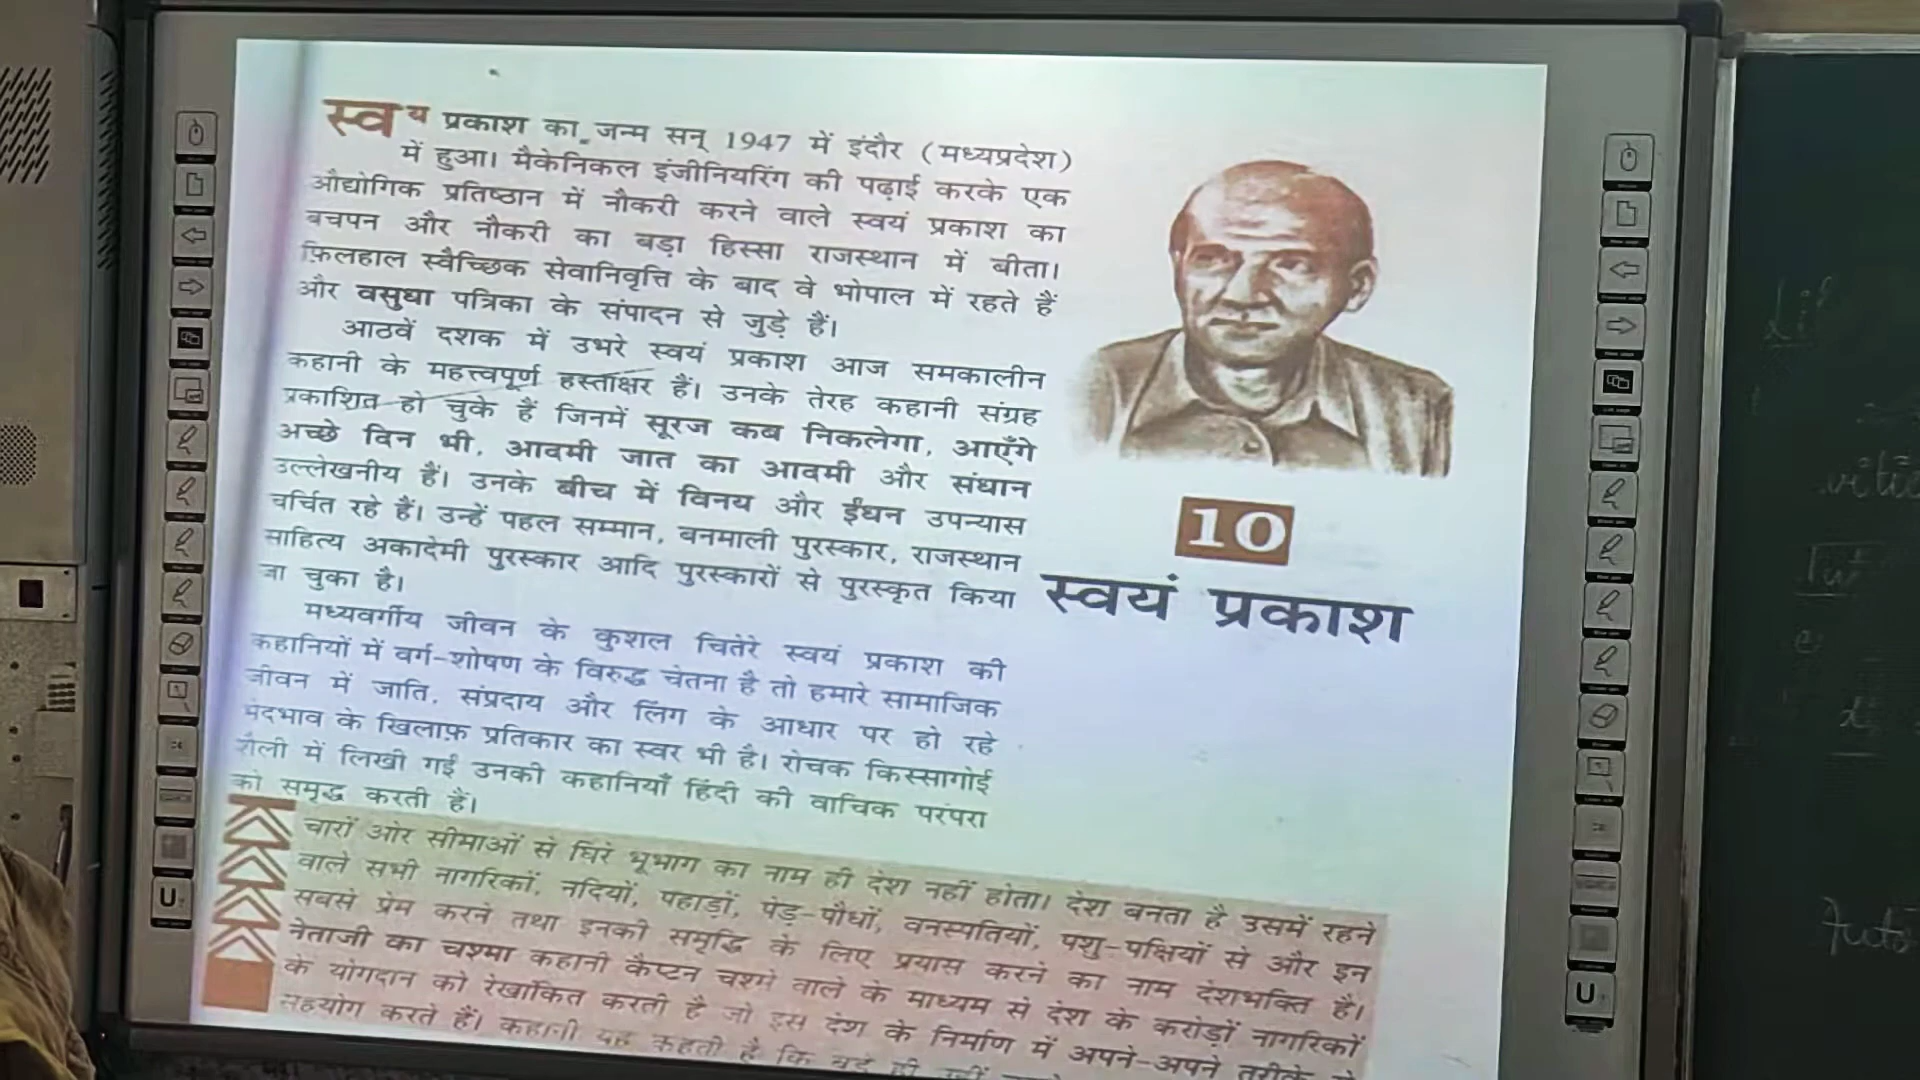 स्वय प्रकाश का जन्म सन् 1947 में इंदौर (मध्यप्रदेश)
में हुआ। मैकेनिकल इंजीनियरिंग की पढ़ाई करके एक
औद्योगिक प्रतिष्ठान में नौकरी करने वाले स्वयं प्रकाश का
बचपन और नौकरी का बड़ा हिस्सा राजस्थान में बीता।
फ़िलहाल स्वैच्छिक सेवानिवृत्ति के बाद वे भोपाल में रहते हैं
और वसुधा पत्रिका के संपादन से जुड़े हैं।
आठवें दशक में उभरे स्वयं प्रकाश आज समकालीन
कहानी के महत्त्वपूर्ण हस्ताक्षर हैं। उनके तेरह कहानी संग्रह
प्रकाशित हो चुके हैं जिनमें सूरज कब निकलेगा, आएँगे
अच्छे दिन भी, आदमी जात का आदमी और संधान
उल्लेखनीय हैं। उनके बीच में विनय और ईंधन उपन्यास
चर्चित रहे हैं। उन्हें पहल सम्मान, बनमाली पुरस्कार, राजस्थान
साहित्य अकादेमी पुरस्कार आदि पुरस्कारों से पुरस्कृत किया
जा चुका है।
मध्यवर्गीय जीवन के कुशल चितेरे स्वयं प्रकाश की
कहानियों में वर्ग-शोषण के विरुद्ध चेतना है तो हमारे सामाजिक
जीवन में जाति, संप्रदाय और लिंग के आधार पर हो रहे
भेदभाव के खिलाफ़ प्रतिकार का स्वर भी है। रोचक किस्सागोई
शैली में लिखी गईं उनकी कहानियाँ हिंदी की वाचिक परंपरा
को समृद्ध करती हैं।
10
स्वयं प्रकाश
चारों ओर सीमाओं से घिरे भूभाग का नाम ही देश नहीं होता। देश बनता है उसमें रहने
वाले सभी नागरिकों, नदियों, पहाड़ों, पेड़-पौधों, वनस्पतियों, पशु-पक्षियों से और इन
सबसे प्रेम करने तथा इनकी समृद्धि के लिए प्रयास करने का नाम देशभक्ति है।
नेताजी का चश्मा कहानी कैप्टन चश्मे वाले के माध्यम से देश के करोड़ों नागरिकों
के योगदान को रेखांकित करती है जो इस देश के निर्माण में अपने-अपने तरीके से
सहयोग करते हैं। कहानी यह कहती है कि बड़े ही नहीं